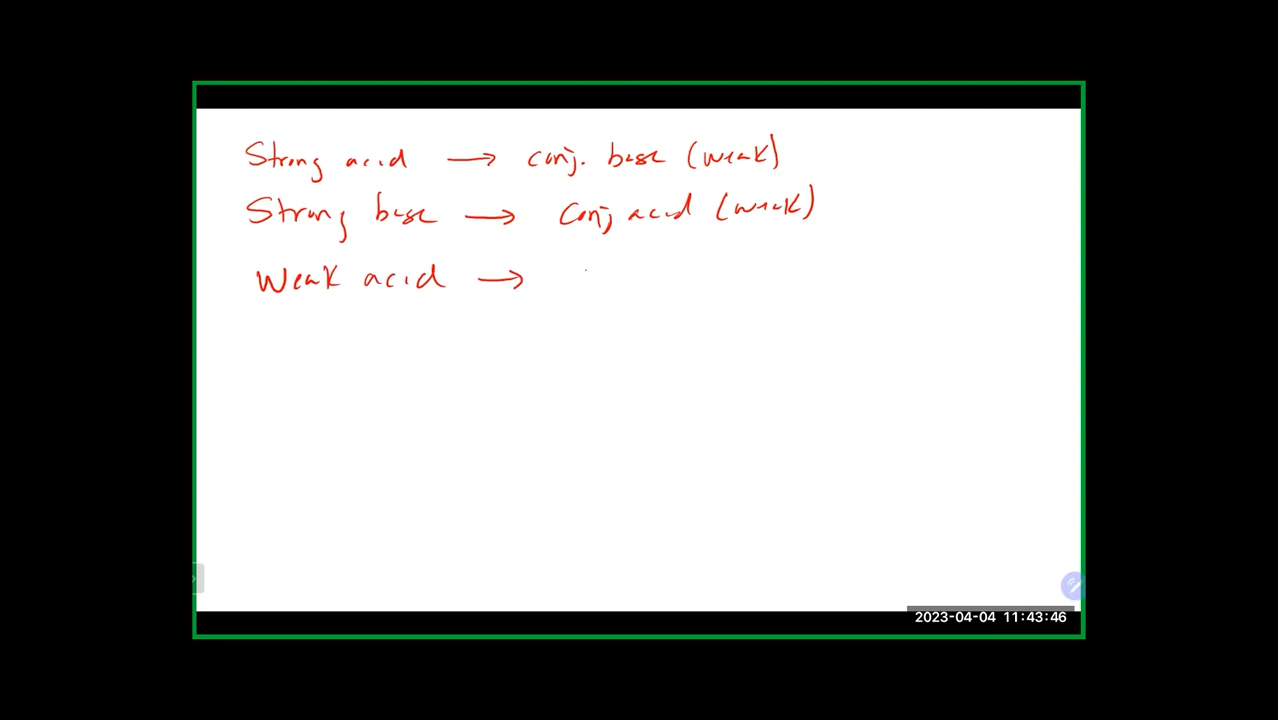 Strong acid → conj. base (weak)
Strong base → conj acid (weak)
Weak acid →
2023-04-04 11:43:46